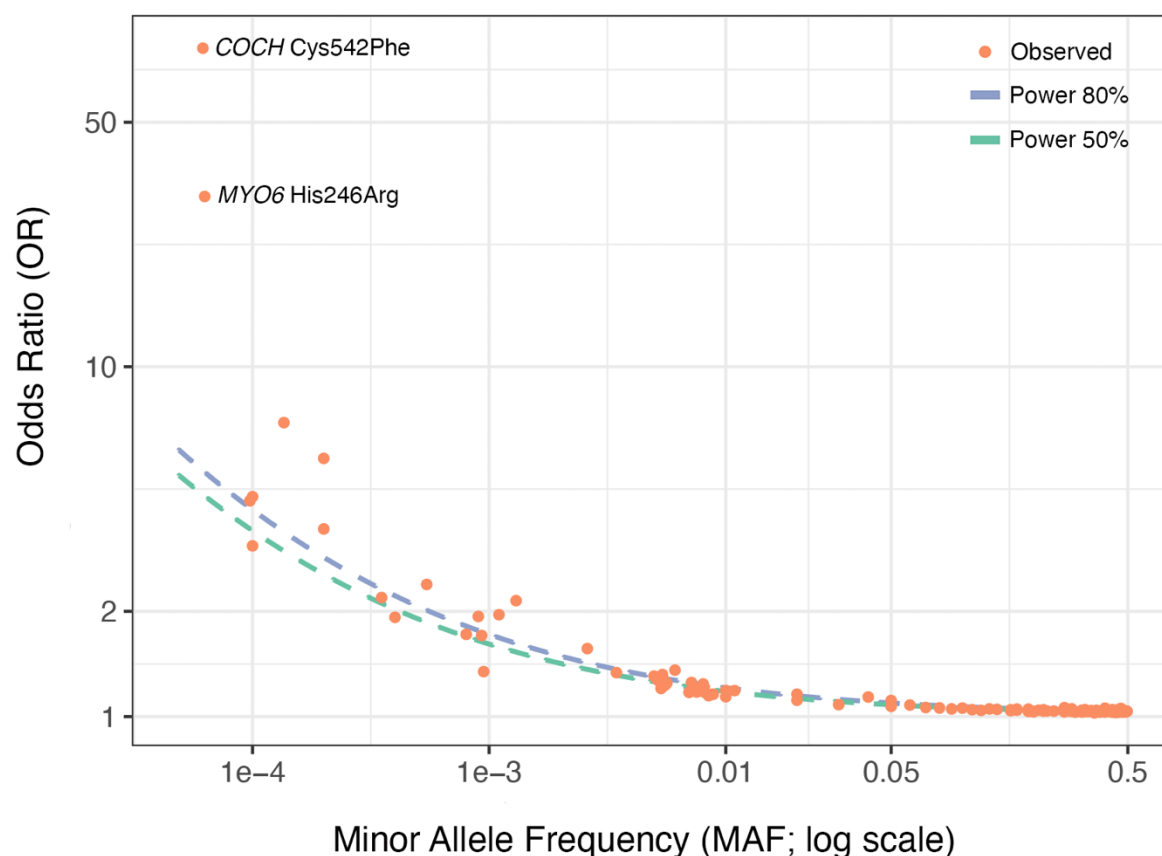 COCH Cys542Phe
Observed
Power 80%
50
Power 50%
MYO6 His246Arg
Odds Ratio (OR)
10
2
1
1e−4
1e−3
0.01
0.05
0.5
Minor Allele Frequency (MAF; log scale)